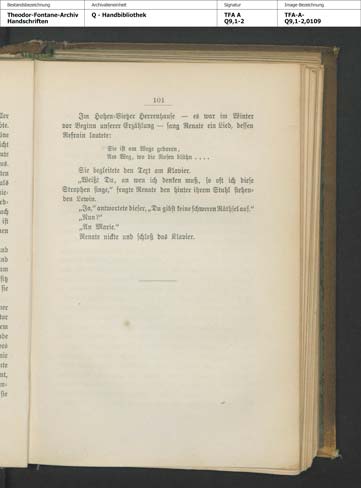 Bestandsbezeichnung
Archivalieneinheit
Signatur
Image-Bezeichnung
Theodor-Fontane-Archiv
Handschriften
Q - Handbibliothek
TFA A
Q9,1-2
TFA-A-
Q9,1-2,0109
101
Im Hohen-Vietzer Herrenhause — es war im Winter
vor Beginn unserer Erzählung — sang Renate ein Lied, dessen
Refrain lautete:
Sie ist am Wege geboren,
Am Weg, wo die Rosen blühn . . . .
Sie begleitete den Text am Klavier.
„Weißt Du, an wen ich denken muß, so oft ich diese
Strophen singe,“ fragte Renate den hinter ihrem Stuhl stehen-
den Lewin.
„Ja,“ antwortete dieser, „Du giebst keine schweren Räthsel auf.“
„Nun?“
„An Marie.“
Renate nickte und schloß das Klavier.